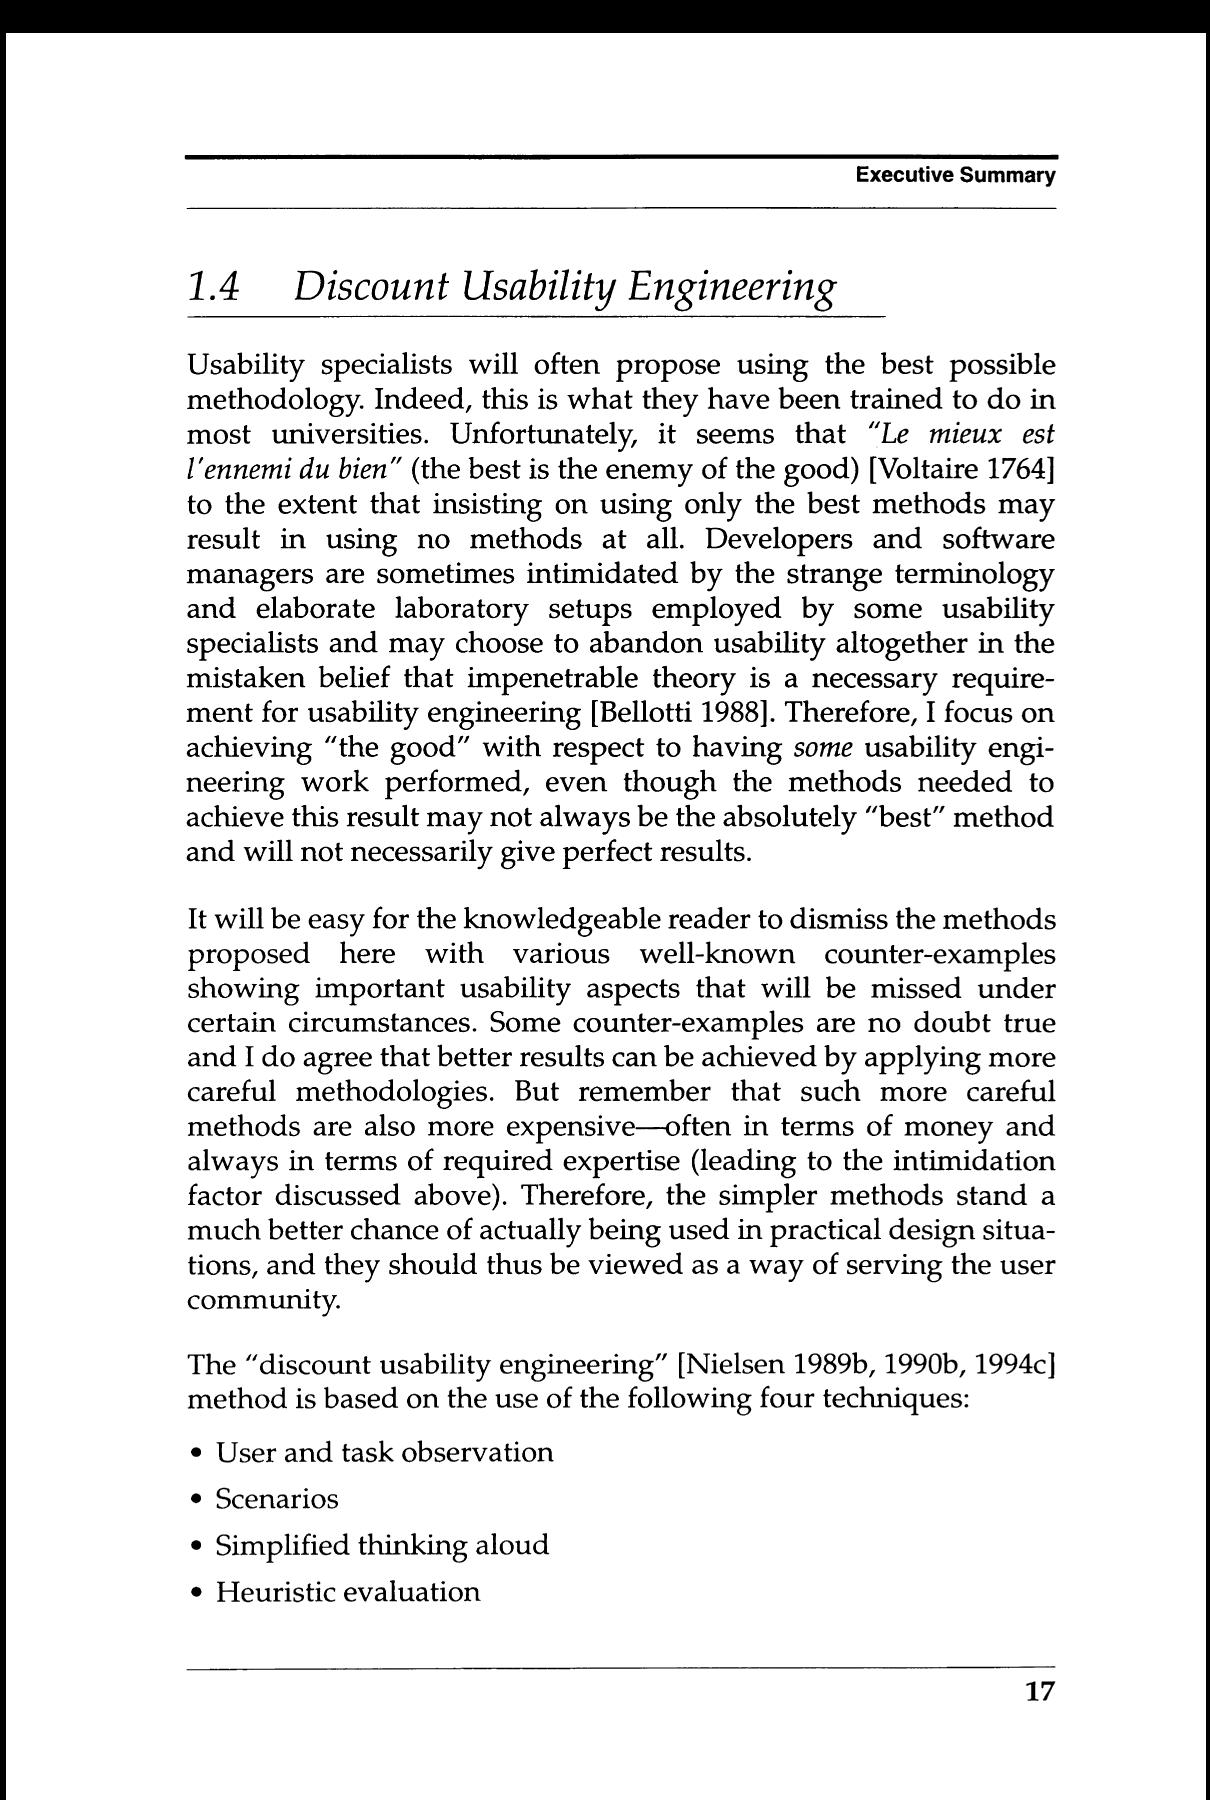 Executive Summary
1.4 Discount Usability Engineering
Usability specialists will often propose using the best possible
methodology. Indeed, this is what they have been trained to do in
most universities. Unfortunately, it seems that "Le mieux est
l'ennemi du bien" (the best is the enemy of the good) [Voltaire 1764]
to the extent that insisting on using only the best methods may
result in using no methods at all. Developers and software
managers are sometimes intimidated by the strange terminology
and elaborate laboratory setups employed by some usability
specialists and may choose to abandon usability altogether in the
mistaken belief that impenetrable theory is a necessary require-
ment for usability engineering [Bellotti 1988]. Therefore, I focus on
achieving "the good" with respect to having some usability engi-
neering work performed, even though the methods needed to
achieve this result may not always be the absolutely "best" method
and will not necessarily give perfect results.
It will be easy for the knowledgeable reader to dismiss the methods
proposed here with various well-known counter-examples
showing important usability aspects that will be missed under
certain circumstances. Some counter-examples are no doubt true
and I do agree that better results can be achieved by applying more
careful methodologies. But remember that such more careful
methods are also more expensive—often in terms of money and
always in terms of required expertise (leading to the intimidation
factor discussed above). Therefore, the simpler methods stand a
much better chance of actually being used in practical design situa-
tions, and they should thus be viewed as a way of serving the user
community.
The "discount usability engineering" [Nielsen 1989b, 1990b, 1994c]
method is based on the use of the following four techniques:
• User and task observation
• Scenarios
• Simplified thinking aloud
• Heuristic evaluation
17